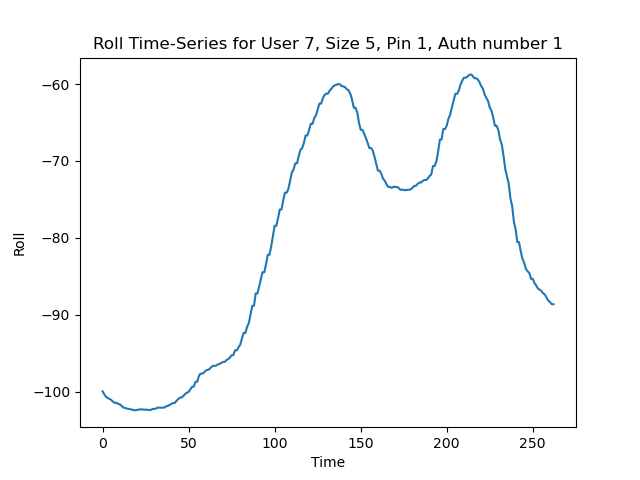 Roll Time-Series for User 7, Size 5, Pin 1, Auth number 1
−60
−70
−80
−90
−100
Roll
0 50 100 150 200 250
Time